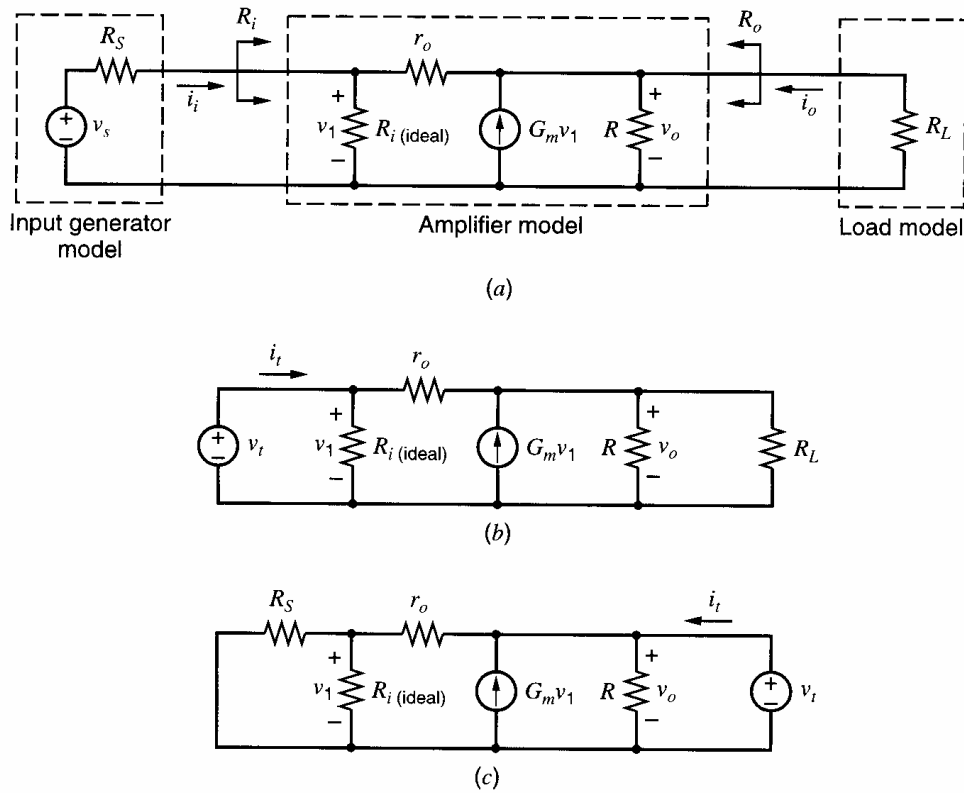 R_S
R_i
r_o
R_o
i_i
i_o
+
−
v_s
+
v_1
−
R_i (ideal)
G_m v_1
R
+
v_o
−
R_L
Input generator
model
Amplifier model
Load model
(a)
i_t
r_o
+
−
v_t
+
v_1
−
R_i (ideal)
G_m v_1
R
+
v_o
−
R_L
(b)
R_S
r_o
i_t
+
v_1
−
R_i (ideal)
G_m v_1
R
+
v_o
−
+
−
v_t
(c)